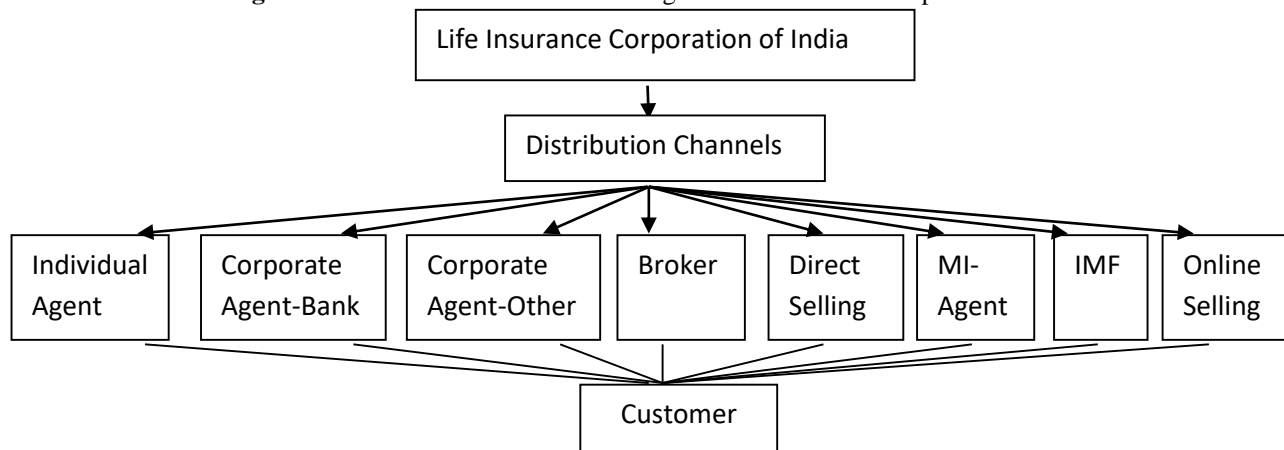 Life Insurance Corporation of India
Distribution Channels
Individual
Agent
Corporate
Agent-Bank
Corporate
Agent-Other
Broker
Direct
Selling
MI-
Agent
IMF
Online
Selling
Customer